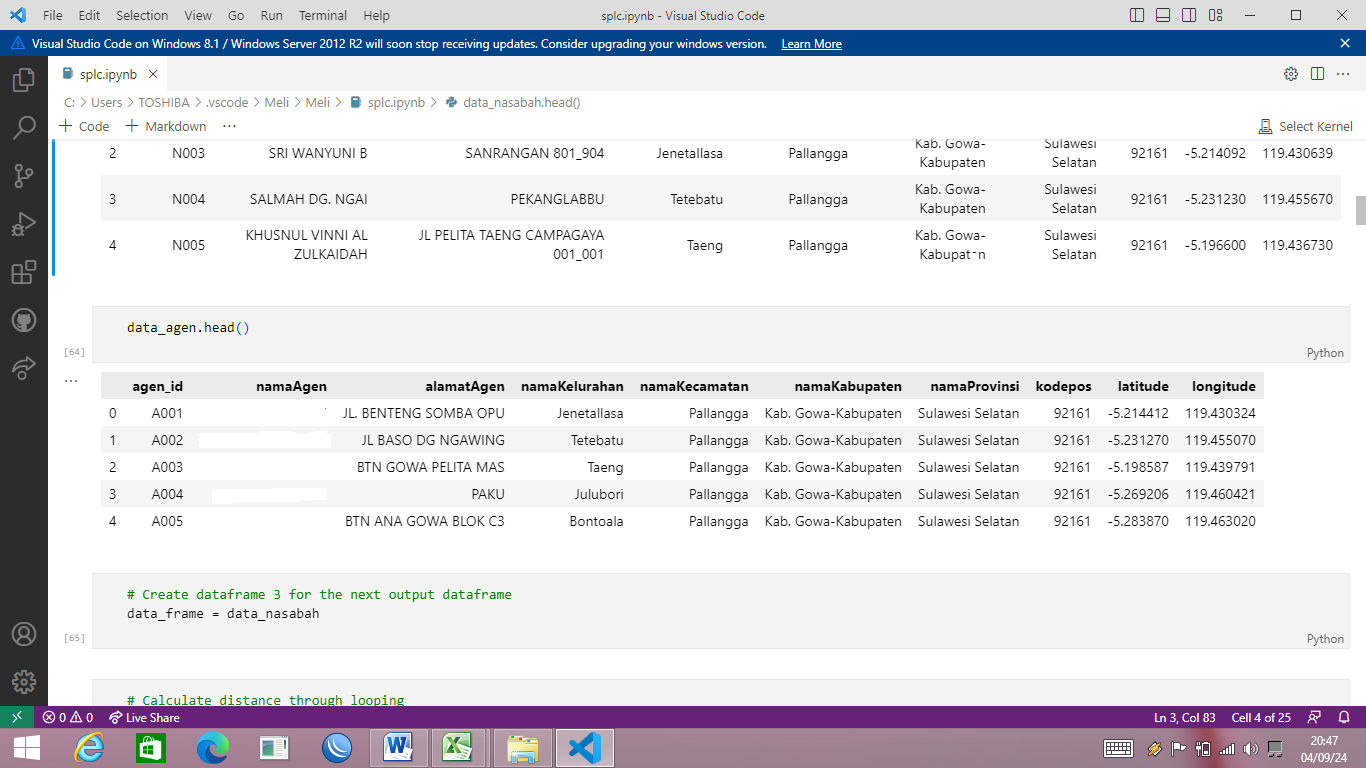 File Edit Selection View Go Run Terminal Help splc.ipynb - Visual Studio Code
Visual Studio Code on Windows 8.1 / Windows Server 2012 R2 will soon stop receiving updates. Consider upgrading your windows version. Learn More
splc.ipynb
C: > Users > TOSHIBA > .vscode > Meli > Meli > splc.ipynb > data_nasabah.head()
+ Code + Markdown ··· Select Kernel
2 N003 SRI WANYUNI B SANRANGAN 801_904 Jenetallasa Pallangga Kab. Gowa-Kabupaten Sulawesi Selatan 92161 -5.214092 119.430639
3 N004 SALMAH DG. NGAI PEKANGLABBU Tetebatu Pallangga Kab. Gowa-Kabupaten Sulawesi Selatan 92161 -5.231230 119.455670
4 N005 KHUSNUL VINNI AL ZULKAIDAH JL PELITA TAENG CAMPAGAYA 001_001 Taeng Pallangga Kab. Gowa-Kabupaten Sulawesi Selatan 92161 -5.196600 119.436730
data_agen.head()
[64] Python
agen_id namaAgen alamatAgen namaKelurahan namaKecamatan namaKabupaten namaProvinsi kodepos latitude longitude
0 A001 JL. BENTENG SOMBA OPU Jenetallasa Pallangga Kab. Gowa-Kabupaten Sulawesi Selatan 92161 -5.214412 119.430324
1 A002 JL BASO DG NGAWING Tetebatu Pallangga Kab. Gowa-Kabupaten Sulawesi Selatan 92161 -5.231270 119.455070
2 A003 BTN GOWA PELITA MAS Taeng Pallangga Kab. Gowa-Kabupaten Sulawesi Selatan 92161 -5.198587 119.439791
3 A004 PAKU Julubori Pallangga Kab. Gowa-Kabupaten Sulawesi Selatan 92161 -5.269206 119.460421
4 A005 BTN ANA GOWA BLOK C3 Bontoala Pallangga Kab. Gowa-Kabupaten Sulawesi Selatan 92161 -5.283870 119.463020
# Create dataframe 3 for the next output dataframe
data_frame = data_nasabah
[65] Python
# Calculate distance through looping
0 0 Live Share Ln 3, Col 83 Cell 4 of 25
20:47
04/09/24